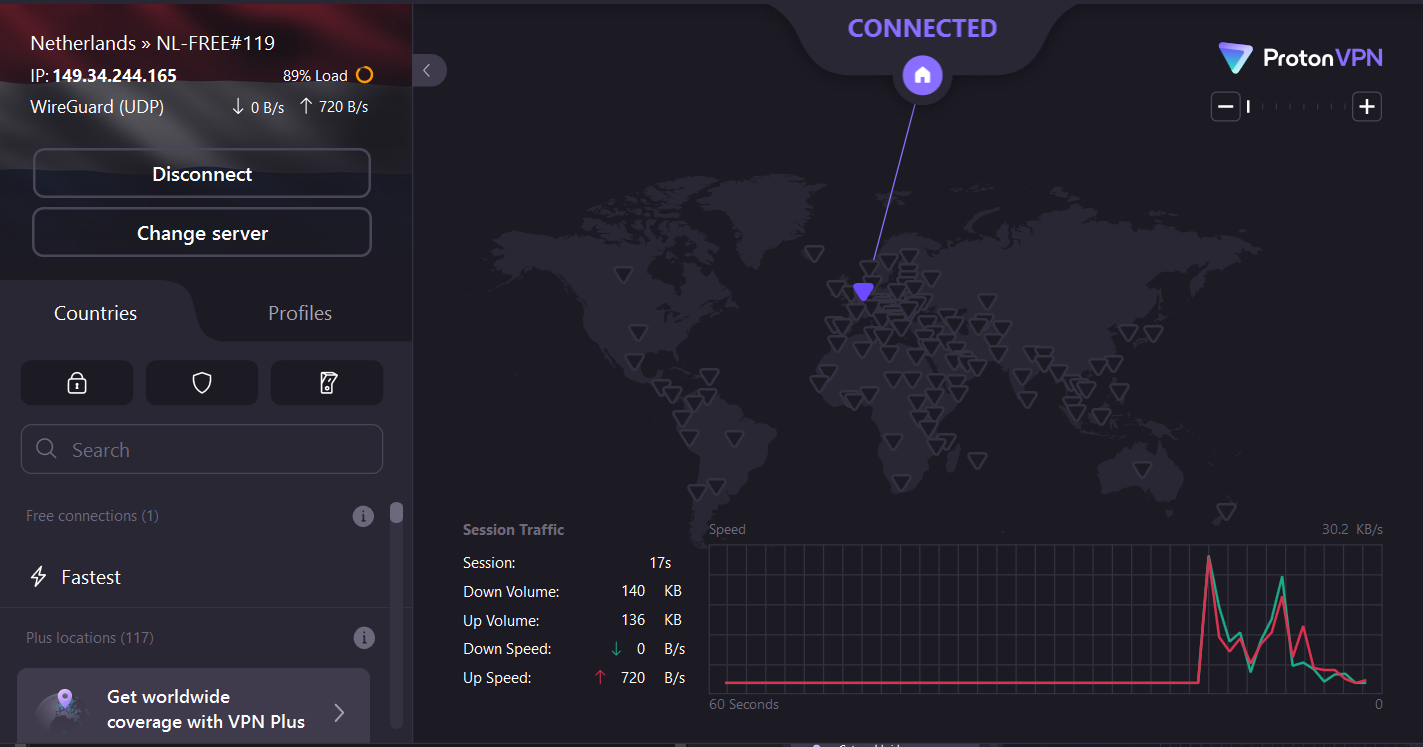 Netherlands » NL-FREE#119
IP: 149.34.244.165
89% Load
WireGuard (UDP)
0 B/s
720 B/s
Disconnect
Change server
Countries
Profiles
Search
Free connections (1)
Fastest
Plus locations (117)
Get worldwide
coverage with VPN Plus
CONNECTED
ProtonVPN
Session Traffic
Session: 17s
Down Volume: 140 KB
Up Volume: 136 KB
Down Speed: 0 B/s
Up Speed: 720 B/s
Speed
30.2 KB/s
60 Seconds
0